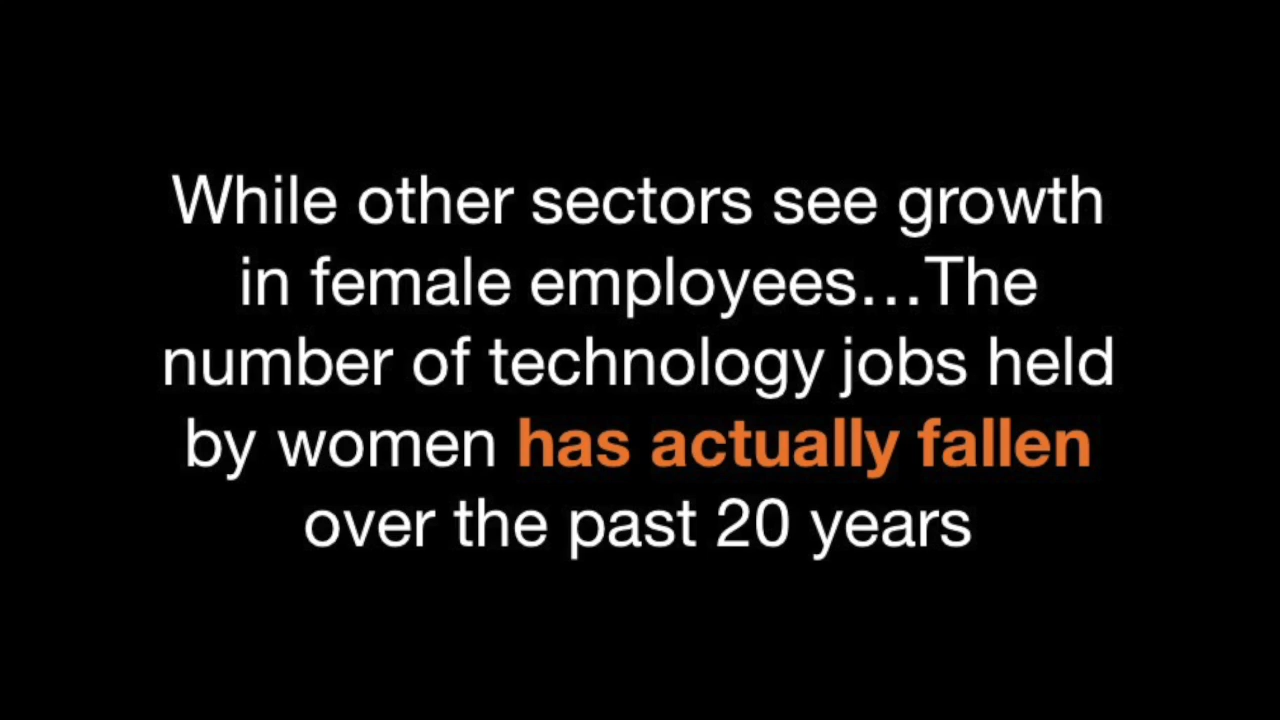 While other sectors see growth
in female employees…The
number of technology jobs held
by women has actually fallen
over the past 20 years